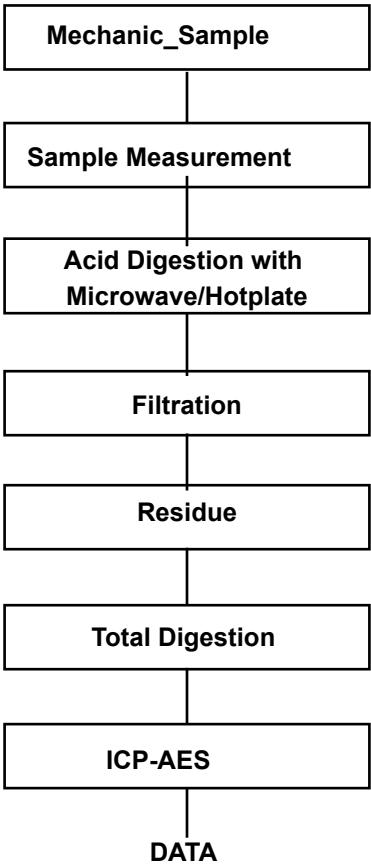 Mechanic_Sample
Sample Measurement
Acid Digestion with
Microwave/Hotplate
Filtration
Residue
Total Digestion
ICP-AES
DATA